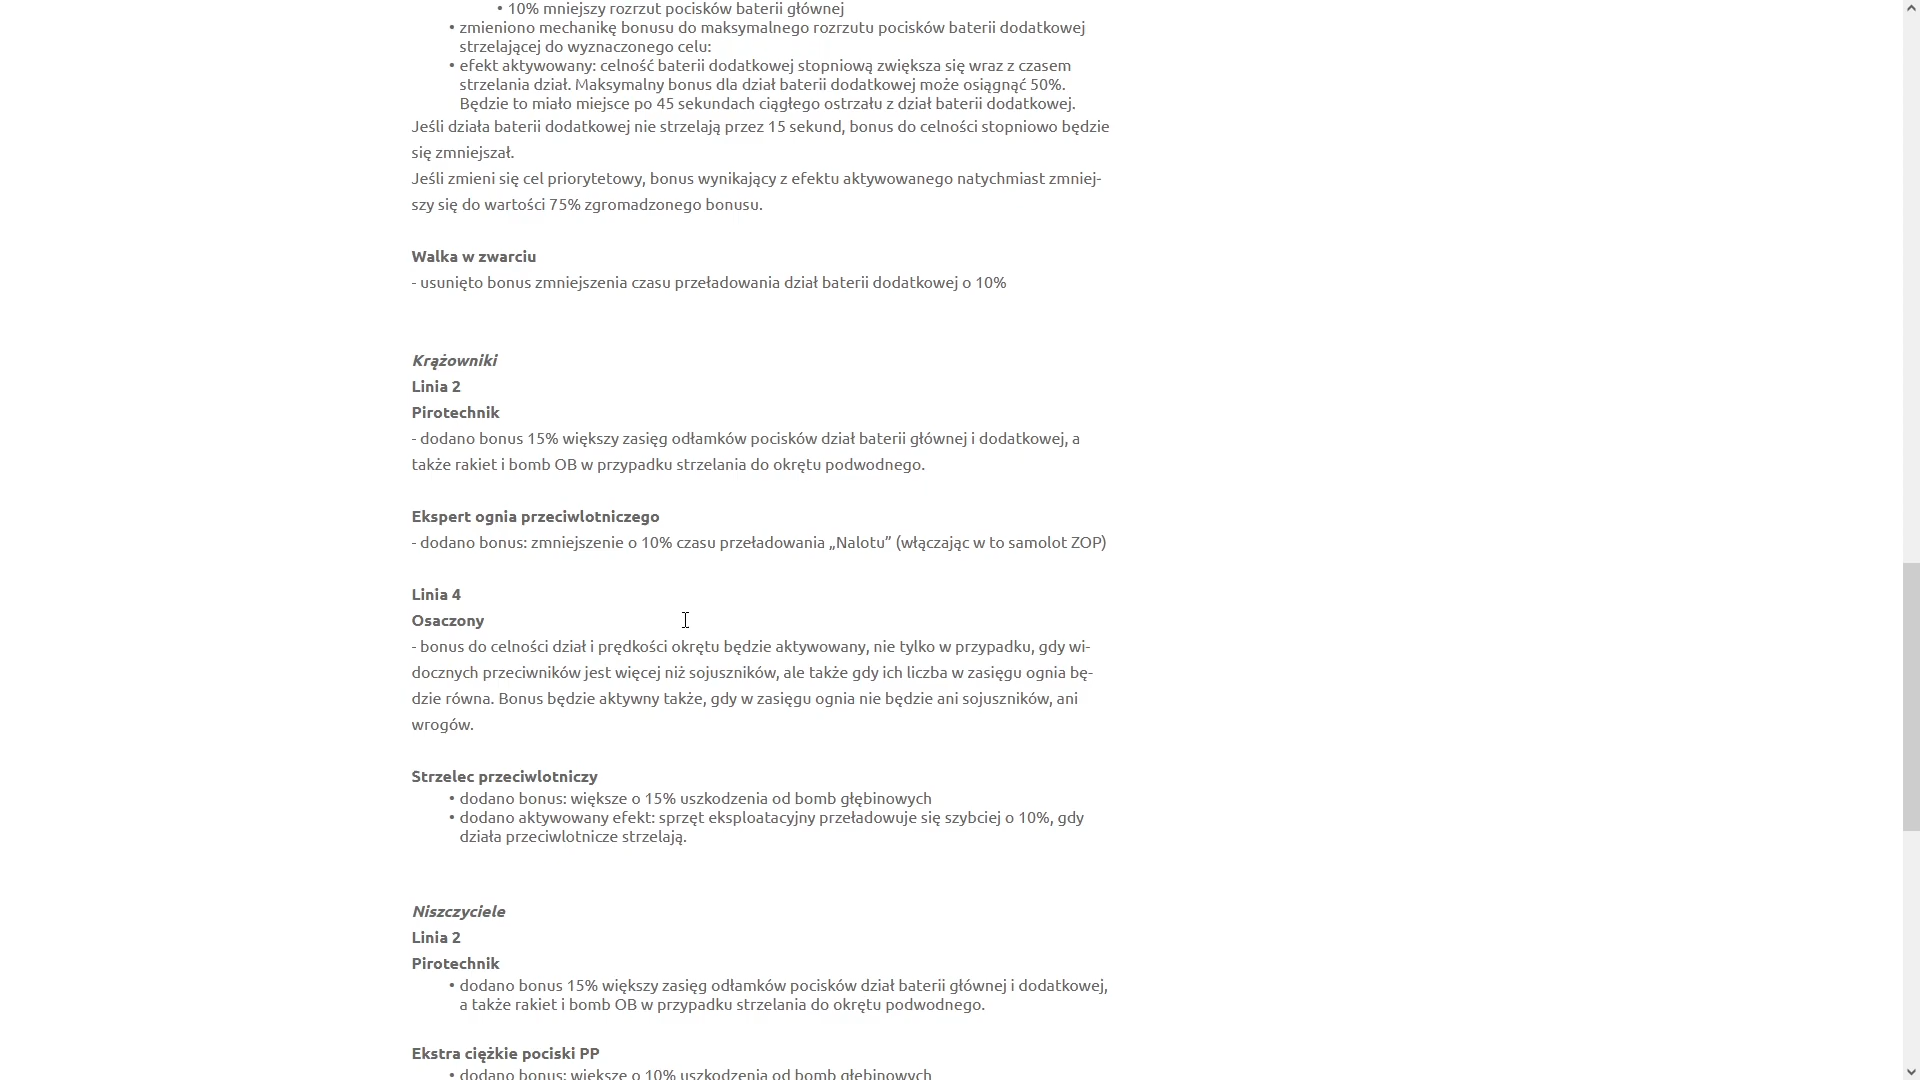 • 10% mniejszy rozrzut pocisków baterii głównej
• zmieniono mechanikę bonusu do maksymalnego rozrzutu pocisków baterii dodatkowej
strzelającej do wyznaczonego celu:
• efekt aktywowany: celność baterii dodatkowej stopniową zwiększa się wraz z czasem
strzelania dział. Maksymalny bonus dla dział baterii dodatkowej może osiągnąć 50%.
Będzie to miało miejsce po 45 sekundach ciągłego ostrzału z dział baterii dodatkowej.
Jeśli działa baterii dodatkowej nie strzelają przez 15 sekund, bonus do celności stopniowo będzie
się zmniejszał.
Jeśli zmieni się cel priorytetowy, bonus wynikający z efektu aktywowanego natychmiast zmniej-
szy się do wartości 75% zgromadzonego bonusu.
Walka w zwarciu
- usunięto bonus zmniejszenia czasu przeładowania dział baterii dodatkowej o 10%
Krążowniki
Linia 2
Pirotechnik
- dodano bonus 15% większy zasięg odłamków pocisków dział baterii głównej i dodatkowej, a
także rakiet i bomb OB w przypadku strzelania do okrętu podwodnego.
Ekspert ognia przeciwlotniczego
- dodano bonus: zmniejszenie o 10% czasu przeładowania „Nalotu” (włączając w to samolot ZOP)
Linia 4
Osaczony
- bonus do celności dział i prędkości okrętu będzie aktywowany, nie tylko w przypadku, gdy wi-
docznych przeciwników jest więcej niż sojuszników, ale także gdy ich liczba w zasięgu ognia bę-
dzie równa. Bonus będzie aktywny także, gdy w zasięgu ognia nie będzie ani sojuszników, ani
wrogów.
Strzelec przeciwlotniczy
• dodano bonus: większe o 15% uszkodzenia od bomb głębinowych
• dodano aktywowany efekt: sprzęt eksploatacyjny przeładowuje się szybciej o 10%, gdy
działa przeciwlotnicze strzelają.
Niszczyciele
Linia 2
Pirotechnik
• dodano bonus 15% większy zasięg odłamków pocisków dział baterii głównej i dodatkowej,
a także rakiet i bomb OB w przypadku strzelania do okrętu podwodnego.
Ekstra ciężkie pociski PP
• dodano bonus: większe o 10% uszkodzenia od bomb głębinowych